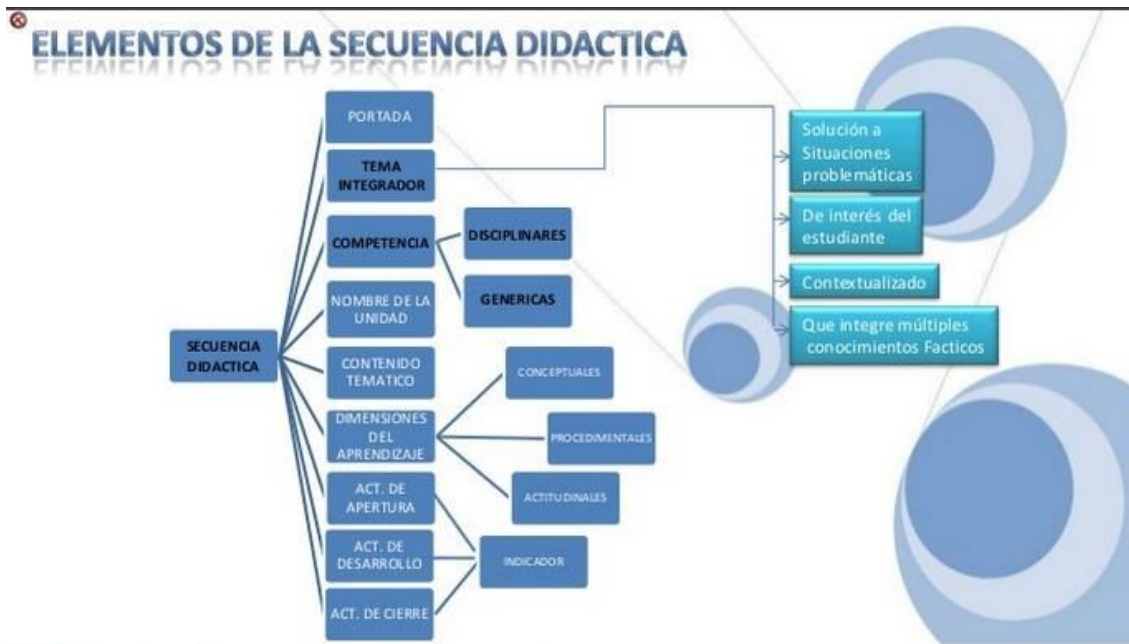 ELEMENTOS DE LA SECUENCIA DIDACTICA
PORTADA
TEMA
INTEGRADOR
Solución a
Situaciones
problemáticas
De interés del
estudiante
Contextualizado
Que integre múltiples
conocimientos Facticos
COMPETENCIA
DISCIPLINARES
GENERICAS
NOMBRE DE LA
UNIDAD
SECUENCIA
DIDACTICA
CONTENIDO
TEMATICO
DIMENSIONES
DEL
APRENDIZAJE
CONCEPTUALES
PROCEDIMENTALES
ACTITUDINALES
ACT. DE
APERTURA
ACT. DE
DESARROLLO
ACT. DE CIERRE
INDICADOR